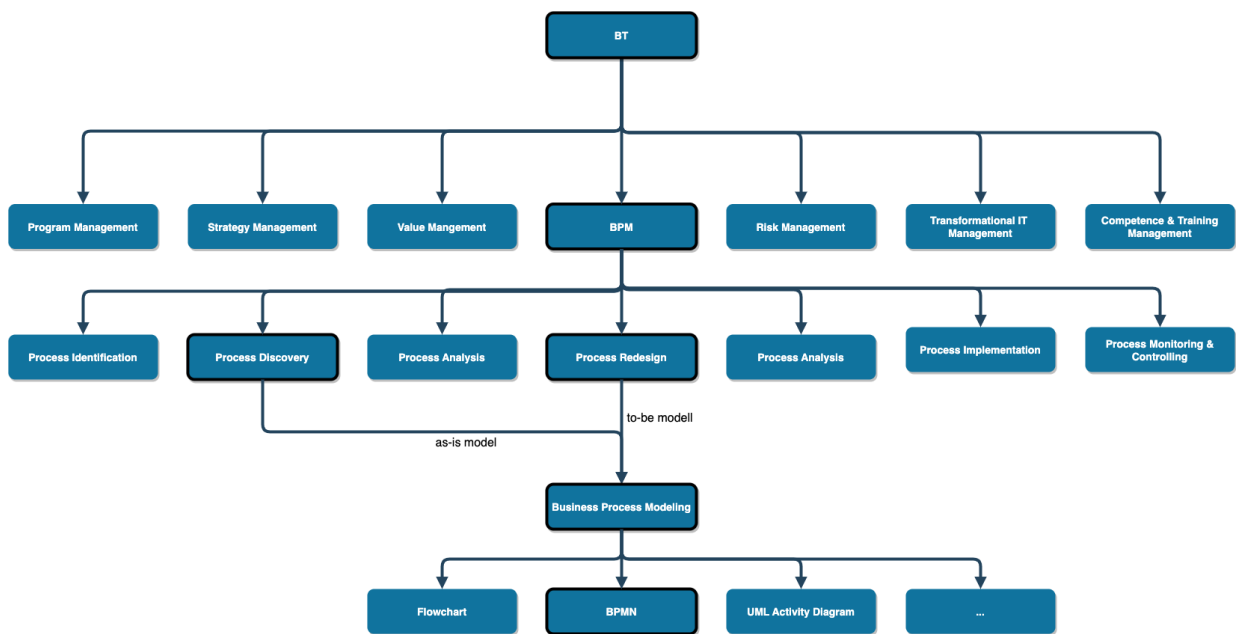 BT
Program Management
Strategy Management
Value Mangement
BPM
Risk Management
Transformational IT
Management
Competence & Training
Management
Process Identification
Process Discovery
Process Analysis
Process Redesign
Process Analysis
Process Implementation
Process Monitoring &
Controlling
to-be modell
as-is model
Business Process Modeling
Flowchart
BPMN
UML Activity Diagram
...